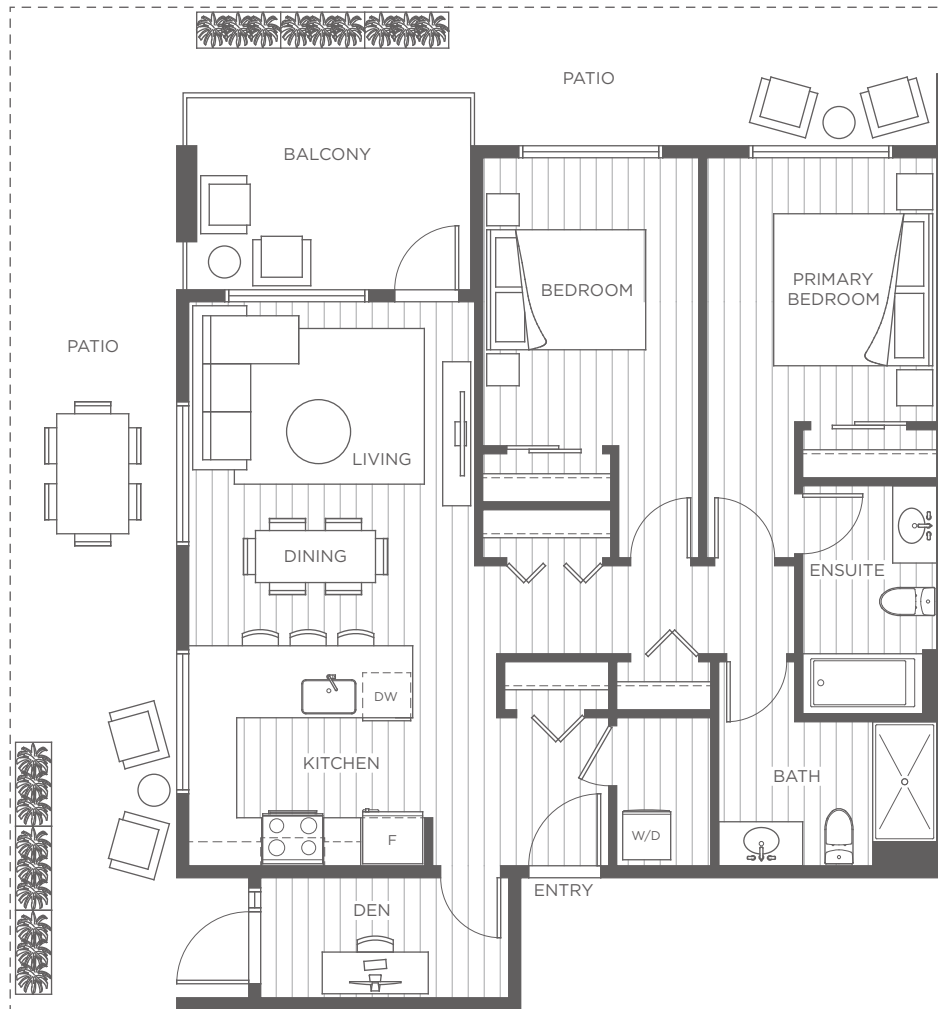 PATIO
BALCONY
BEDROOM
PRIMARY
BEDROOM
PATIO
LIVING
DINING
ENSUITE
DW
KITCHEN
BATH
W/D
F
ENTRY
DEN